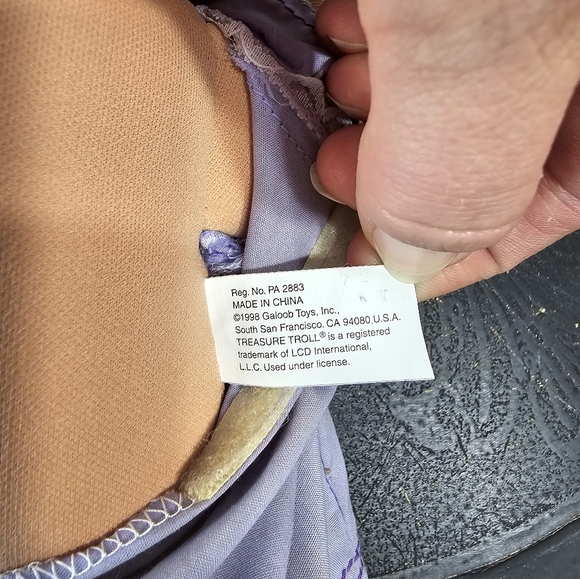 Reg. No. PA 2883
MADE IN CHINA
©1998 Galoob Toys, Inc.,
South San Francisco, CA 94080,U.S.A.
TREASURE TROLL® is a registered
trademark of LCD International,
L.L.C. Used under license.